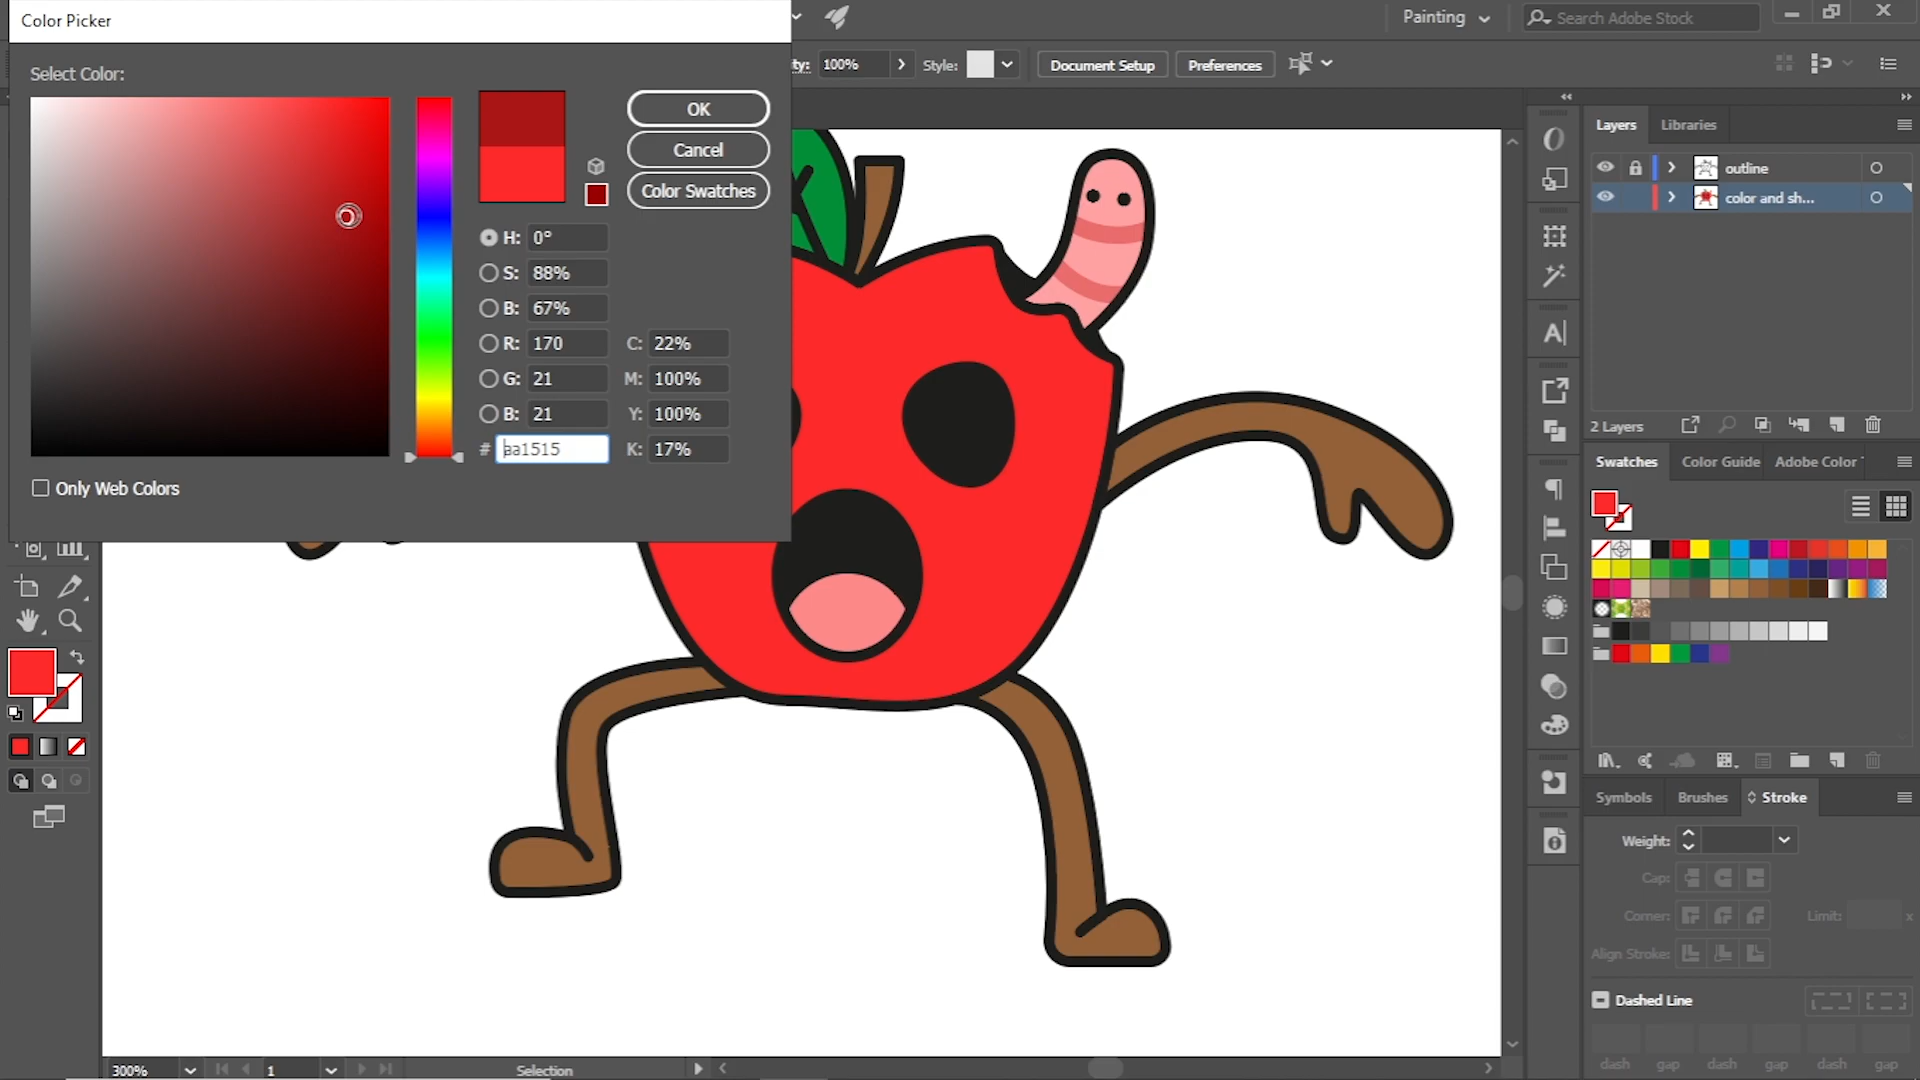 Color Picker
Painting
Search Adobe Stock
Select Color:
ty:
100%
Style:
Document Setup
Preferences
OK
Cancel
Color Swatches
H: 0°
S: 88%
B: 67%
R: 170
G: 21
B: 21
# aa1515
C: 22%
M: 100%
Y: 100%
K: 17%
Only Web Colors
Layers
Libraries
outline
color and sh...
2 Layers
Swatches
Color Guide
Adobe Color
Symbols
Brushes
Stroke
Weight:
Cap:
Corner:
Limit:
x
Align Stroke:
Dashed Line
dash
gap
dash
gap
dash
gap
300%
1
Selection